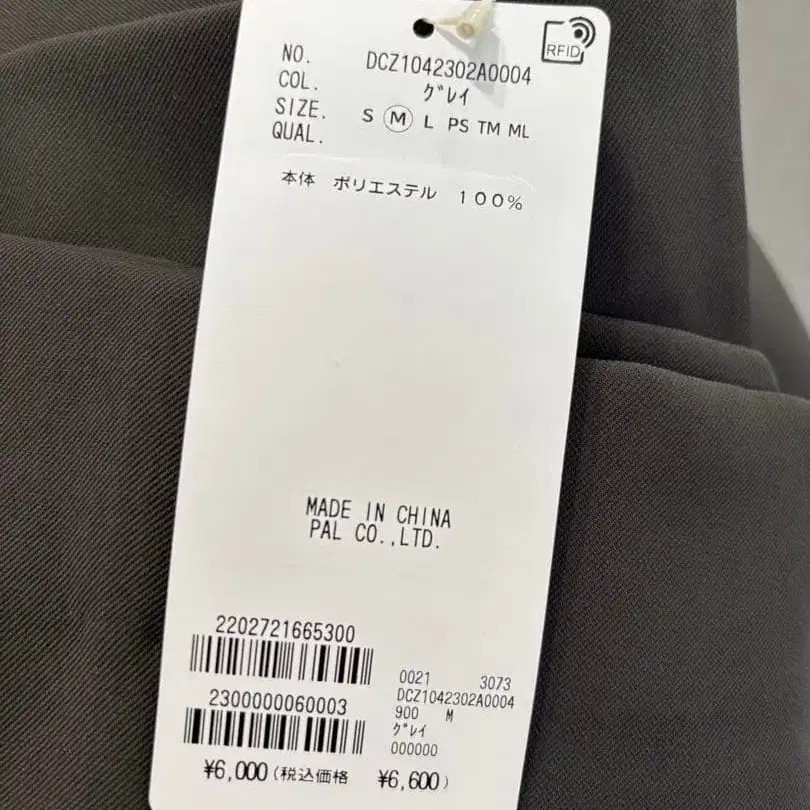 RFID
NO. DCZ1042302A0004
COL. グレイ
SIZE. S M L PS TM ML
QUAL.
本体 ポリエステル 100%
MADE IN CHINA
PAL CO.,LTD.
2202721665300
2300000060003
0021 3073
DCZ1042302A0004
900 M
グレイ
000000
¥6,000(税込価格 ¥6,600)